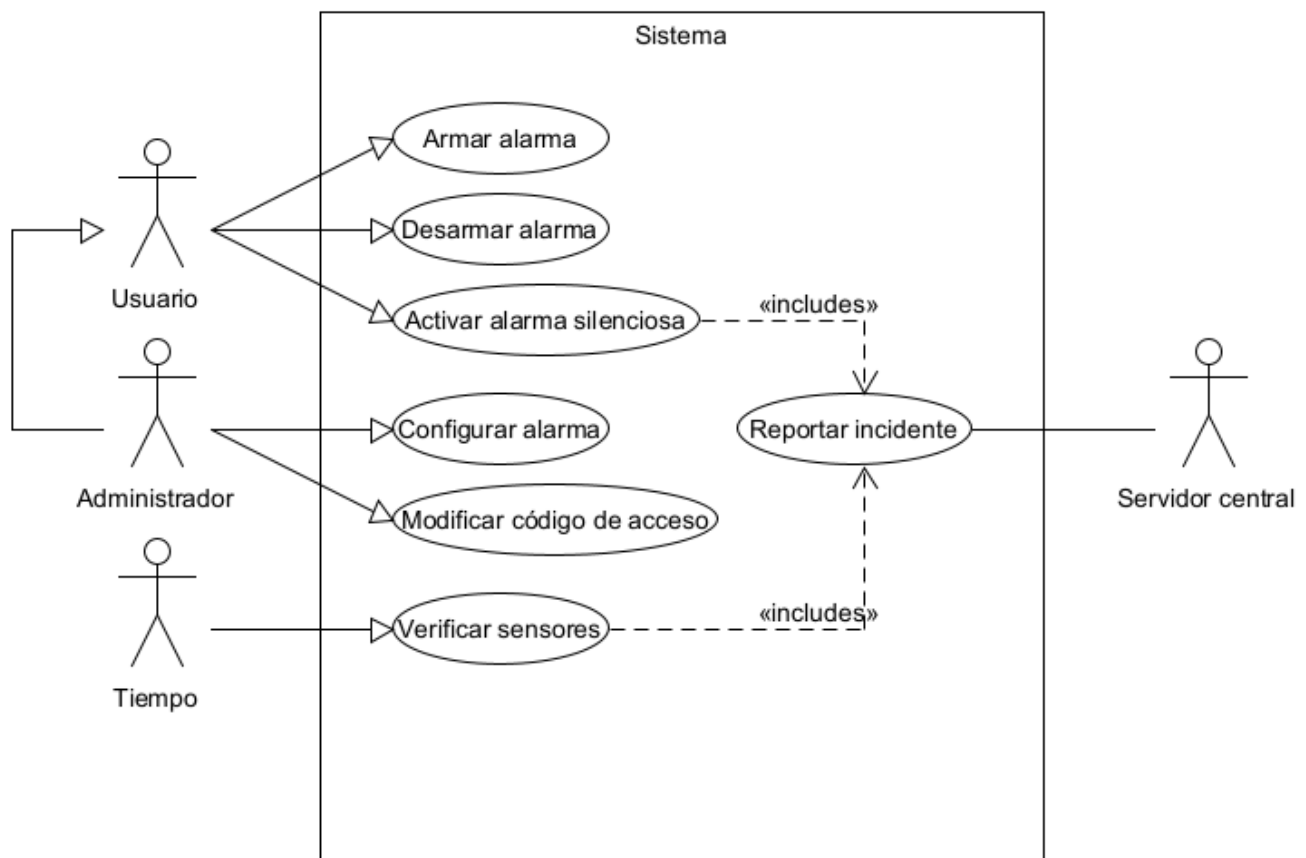 Sistema
Armar alarma
Desarmar alarma
Usuario
Activar alarma silenciosa
«includes»
Configurar alarma
Reportar incidente
Administrador
Servidor central
Modificar código de acceso
Verificar sensores
«includes»
Tiempo